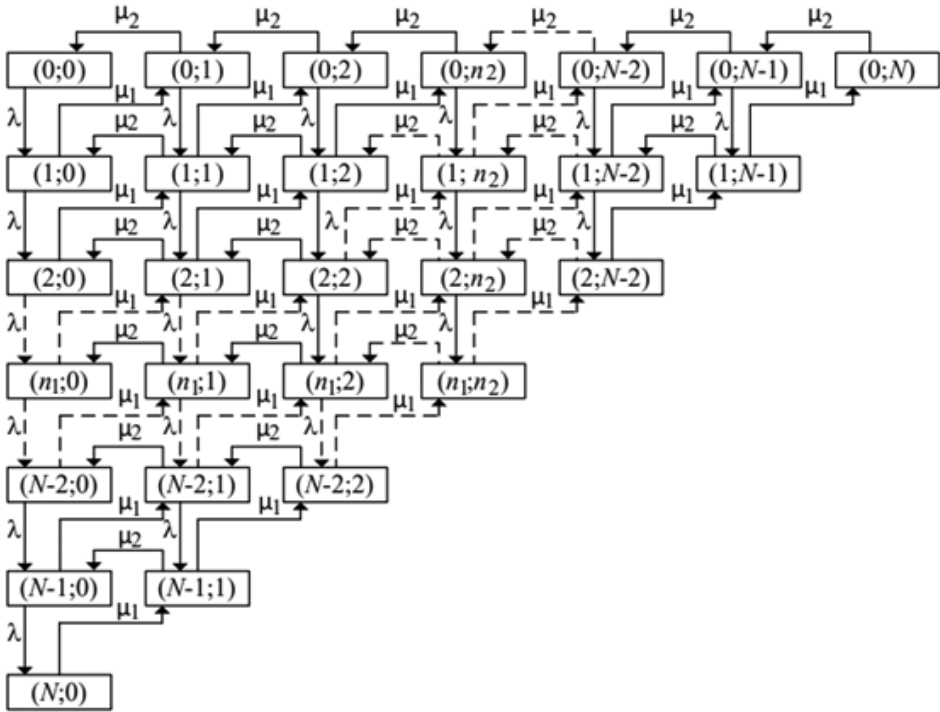 μ2 μ2 μ2 μ2 μ2 μ2
(0;0) (0;1) (0;2) (0;n2) (0;N-2) (0;N-1) (0;N)
λ μ1 λ μ1 λ μ1 λ μ1 λ μ1 λ μ1
μ2 μ2 μ2 μ2 μ2
(1;0) (1;1) (1;2) (1; n2) (1;N-2) (1;N-1)
λ μ1 λ μ1 λ μ1 λ μ1 λ μ1
μ2 μ2 μ2 μ2
(2;0) (2;1) (2;2) (2;n2) (2;N-2)
λ μ1 λ μ1 λ μ1 λ μ1
μ2 μ2 μ2
(n1;0) (n1;1) (n1;2) (n1;n2)
λ μ1 λ μ1 λ μ1
μ2 μ2
(N-2;0) (N-2;1) (N-2;2)
λ μ1 λ μ1
μ2
(N-1;0) (N-1;1)
λ μ1
(N;0)